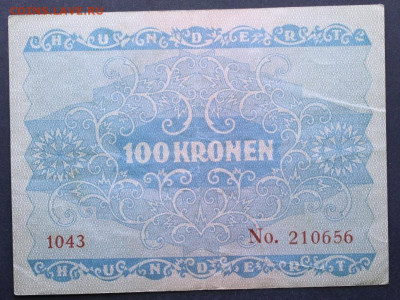 COINS.LAVE.RU
HUNDERT
100 KRONEN
1043 No. 210656
HUNDERT